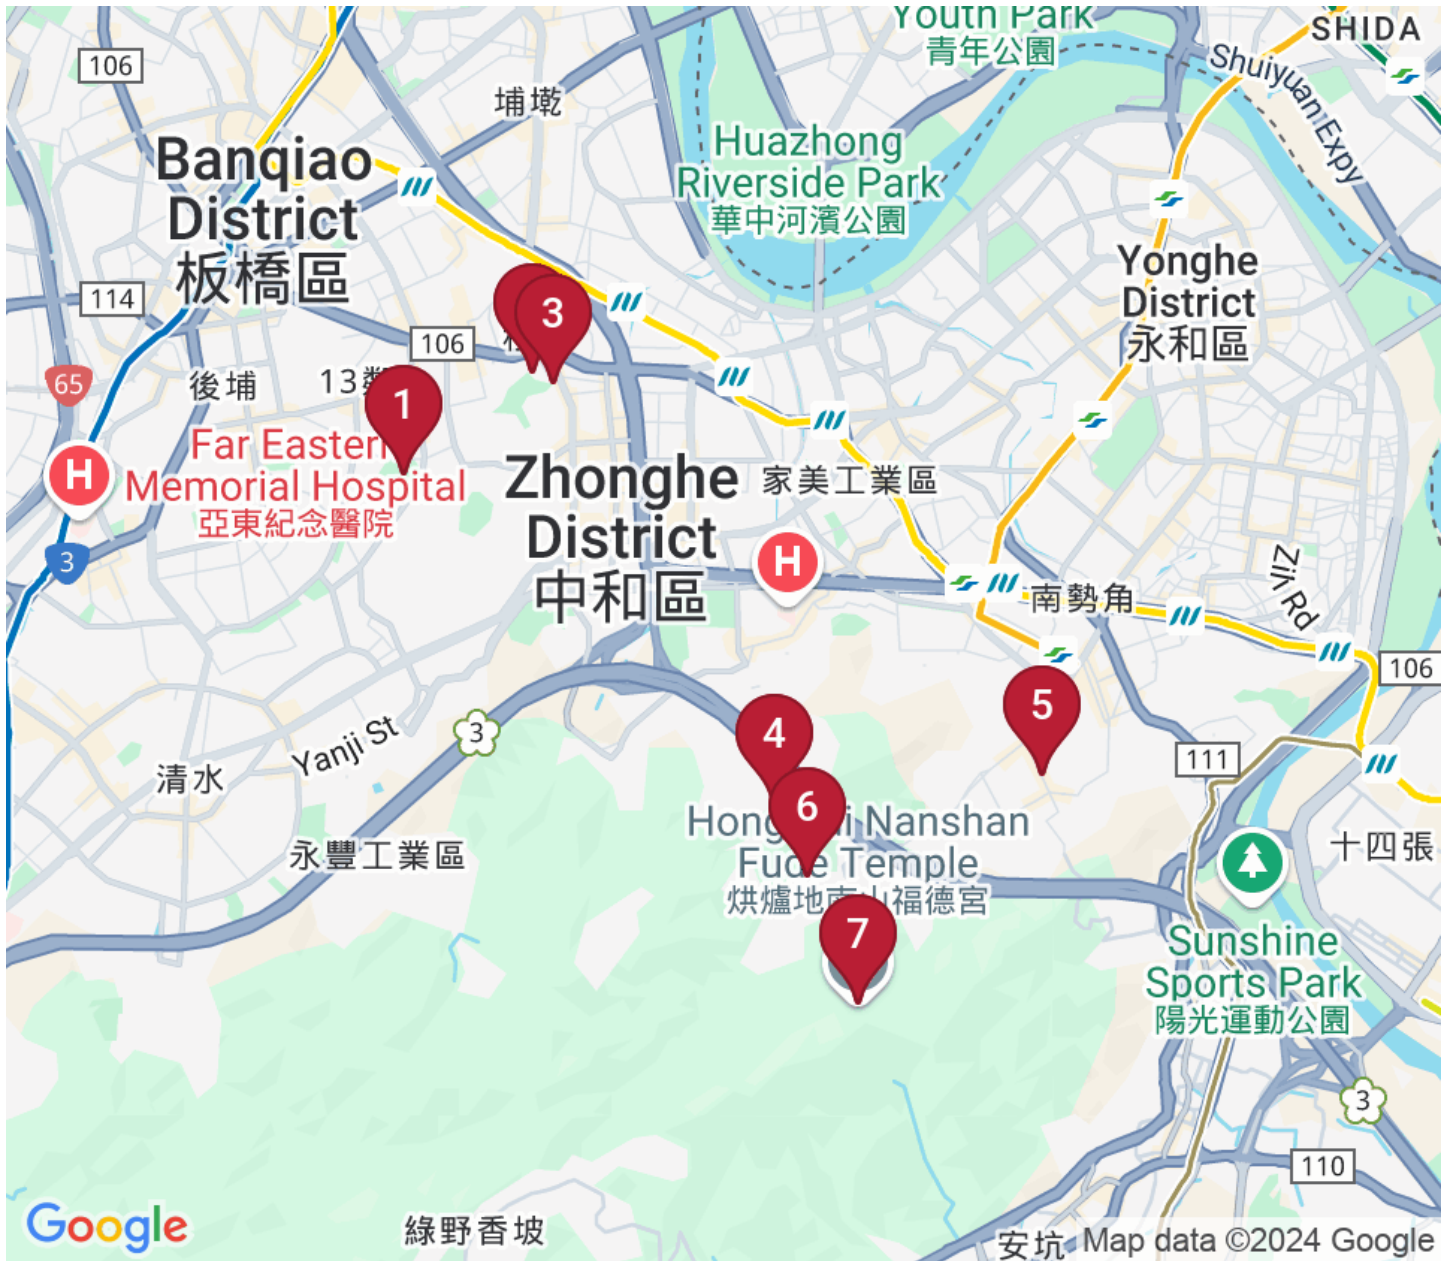 Youth Park
青年公園
SHIDA
106
Shuiyuan Expy
埔墘
Banqiao
District
板橋區
Huazhong
Riverside Park
華中河濱公園
Yonghe
District
永和區
114
106
3
65
後埔
1
Far Eastern
Memorial Hospital
亞東紀念醫院
H
Zhonghe
District
中和區
家美工業區
H
3
南勢角
Zik Rd
106
5
4
3
Yanji St
111
清水
6
永豐工業區
Fude Temple
十四張
7
Sunshine
Sports Park
陽光運動公園
3
110
Google
綠野香坡
安坑
Map data ©2024 Google